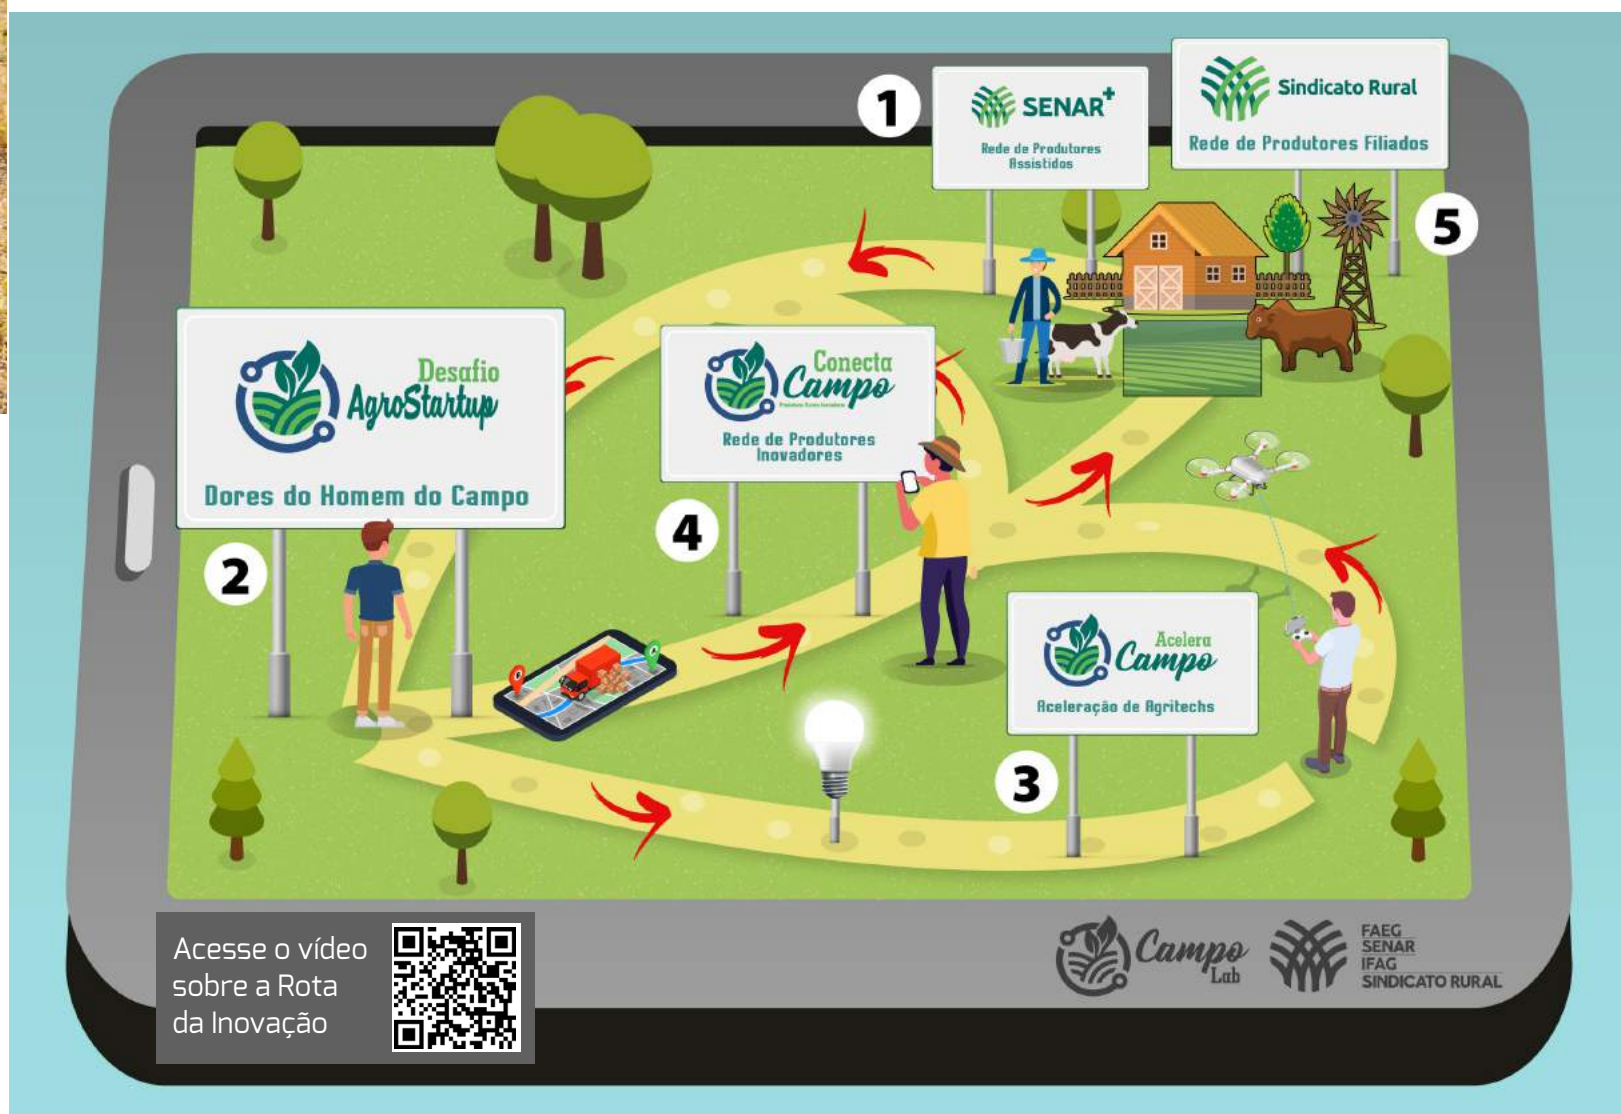 1
SENAR+
Rede de Produtores
Assistidos
Sindicato Rural
Rede de Produtores Filiados
5
Desafio
AgroStartup
Dores do Homem do Campo
2
Conecta
Campo
Rede de Produtores
Inovadores
4
Acelera
Campo
Aceleração de Agritechs
3
Acesse o vídeo
sobre a Rota
da Inovação
Campo
Lab
FAEG
SENAR
IFAG
SINDICATO RURAL